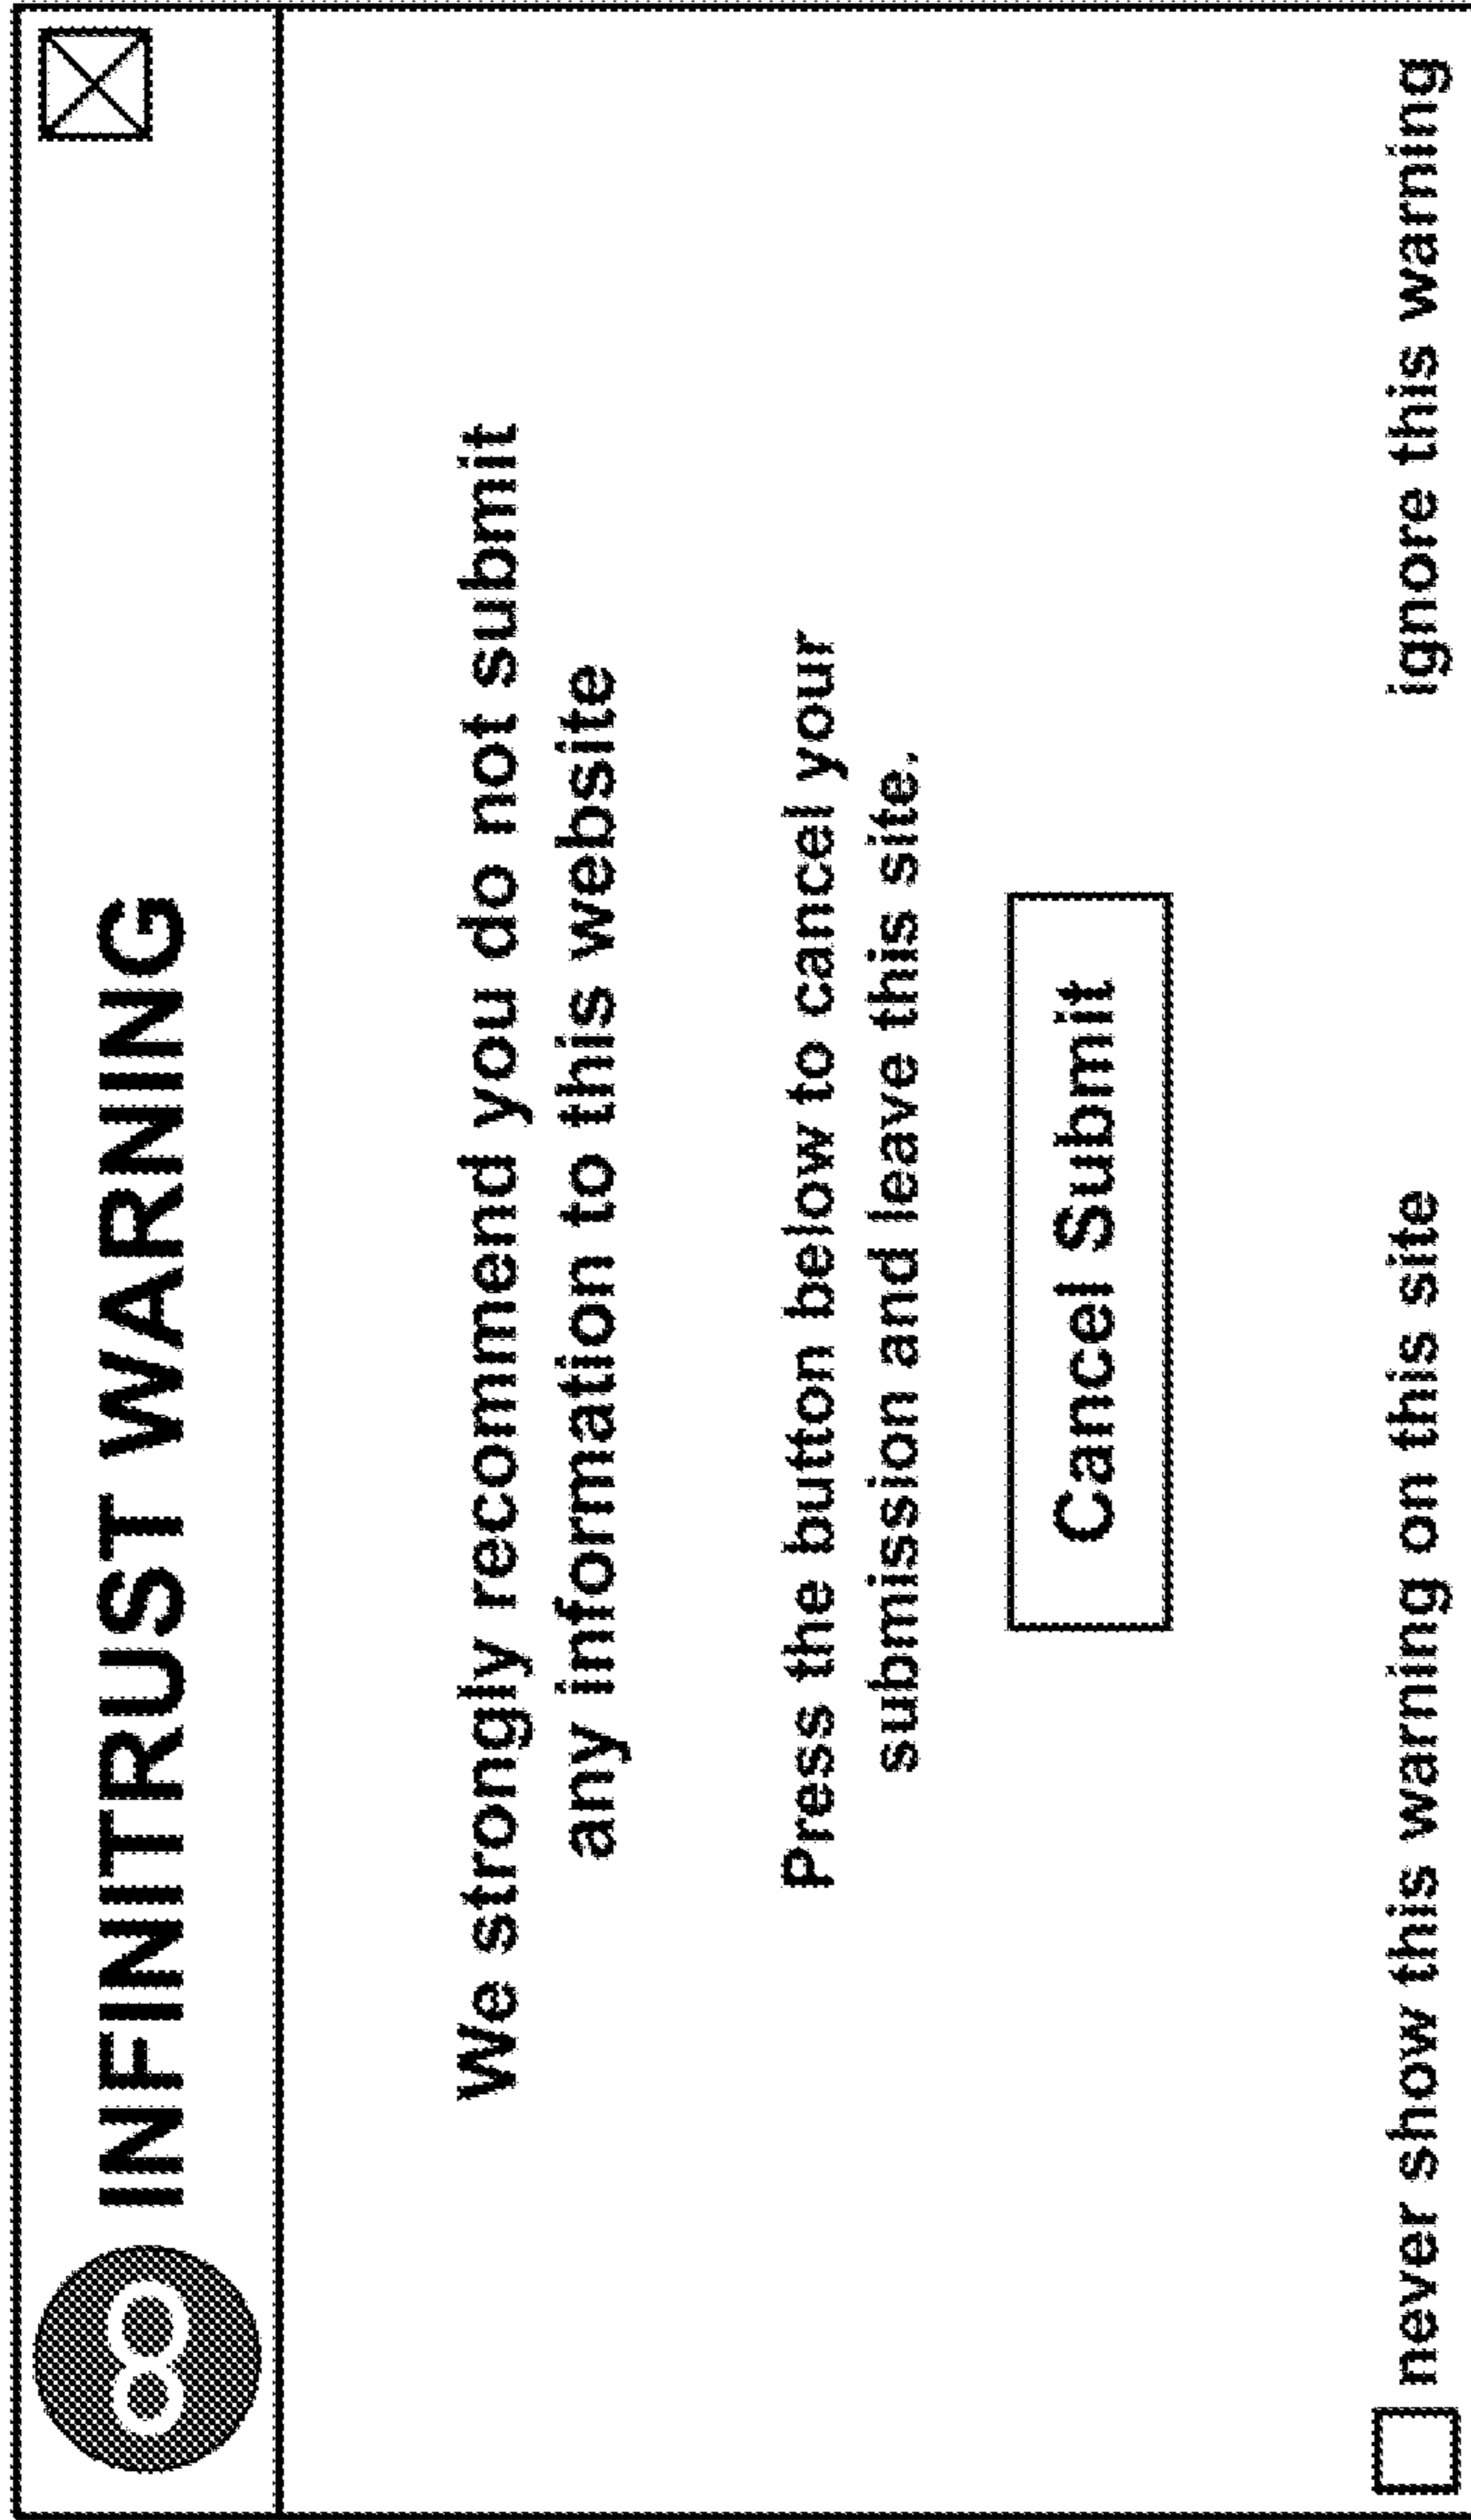 INFINITRUST WARNING
We strongly recommend you do not submit
any information to this website
Press the button below to cancel your
submission and leave this site.
Cancel Submit
never show this warning on this site
ignore this warning